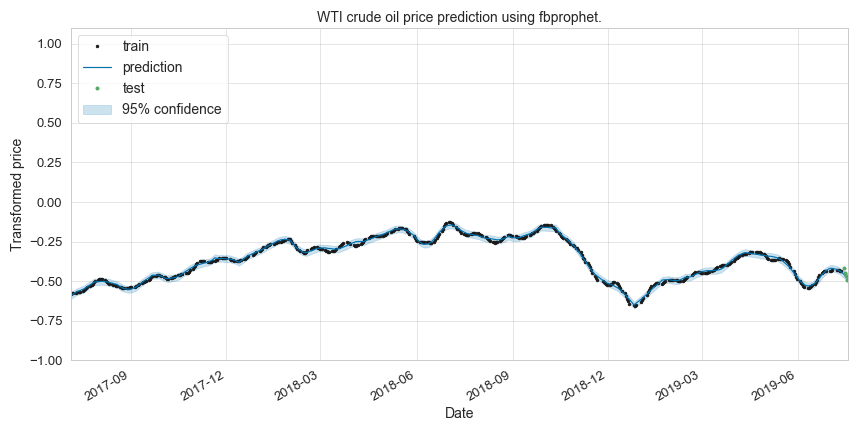 WTI crude oil price prediction using fbprophet.
train
prediction
test
95% confidence
1.00
0.75
0.50
0.25
0.00
−0.25
−0.50
−0.75
−1.00
Transformed price
2017-09
2017-12
2018-03
2018-06
2018-09
2018-12
2019-03
2019-06
Date